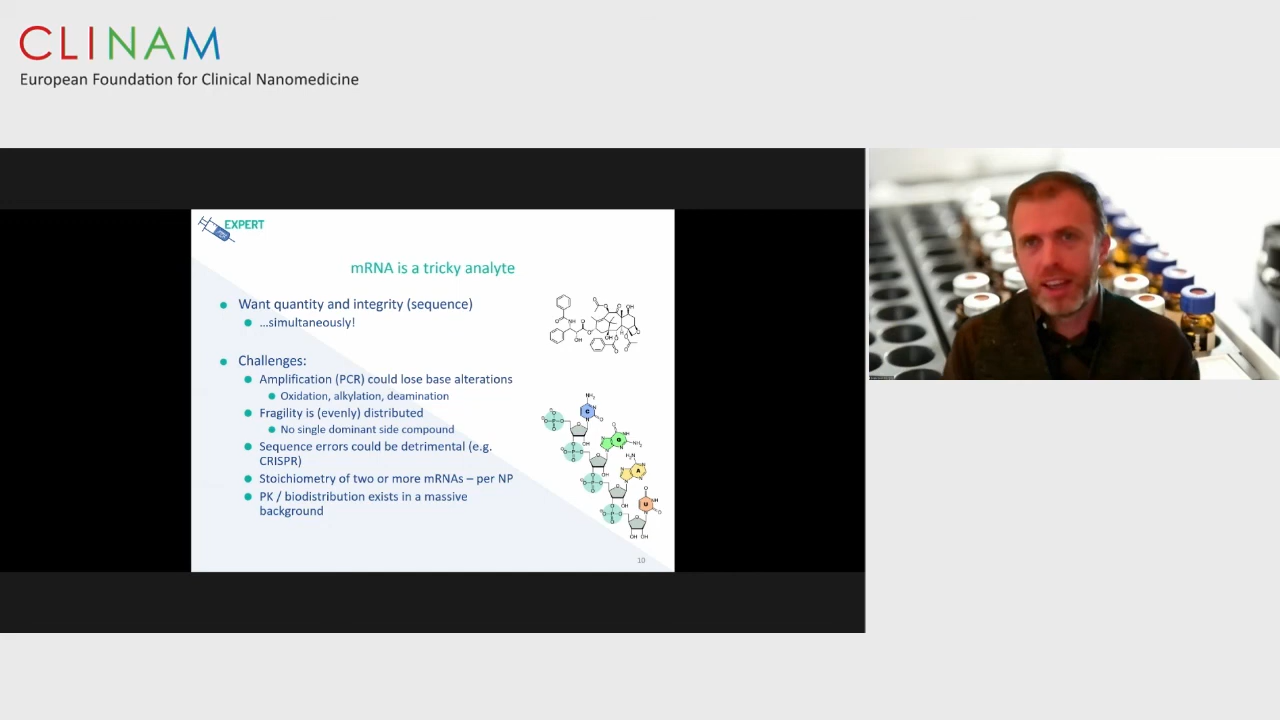 CLINAM
European Foundation for Clinical Nanomedicine
EXPERT
mRNA is a tricky analyte
Want quantity and integrity (sequence)
...simultaneously!
Challenges:
Amplification (PCR) could lose base alterations
Oxidation, alkylation, deamination
Fragility is (evenly) distributed
No single dominant side compound
Sequence errors could be detrimental (e.g.
CRISPR)
Stoichiometry of two or more mRNAs – per NP
PK / biodistribution exists in a massive
background
C
G
A
U
10